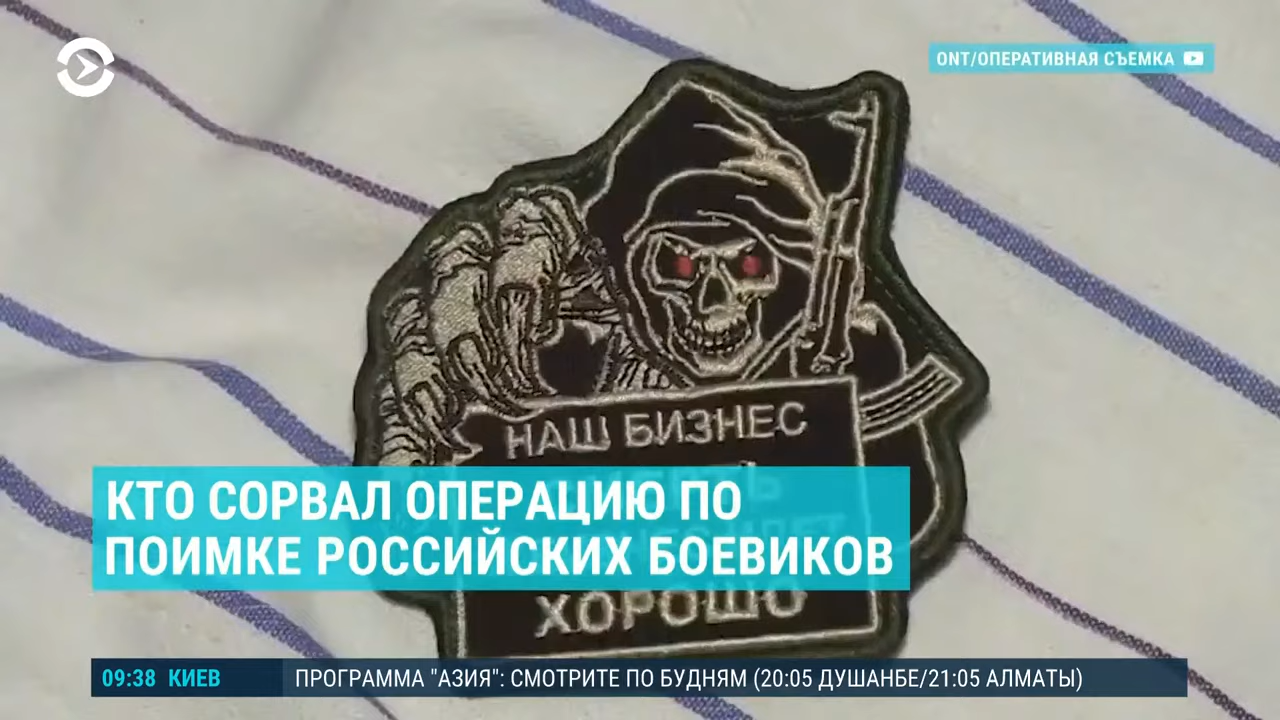 ONT/ОПЕРАТИВНАЯ СЪЕМКА
НАШ БИЗНЕС
КТО СОРВАЛ ОПЕРАЦИЮ ПО
ПОИМКЕ РОССИЙСКИХ БОЕВИКОВ
ХОРОШО
09:38 КИЕВ
ПРОГРАММА "АЗИЯ": СМОТРИТЕ ПО БУДНЯМ (20:05 ДУШАНБЕ/21:05 АЛМАТЫ)